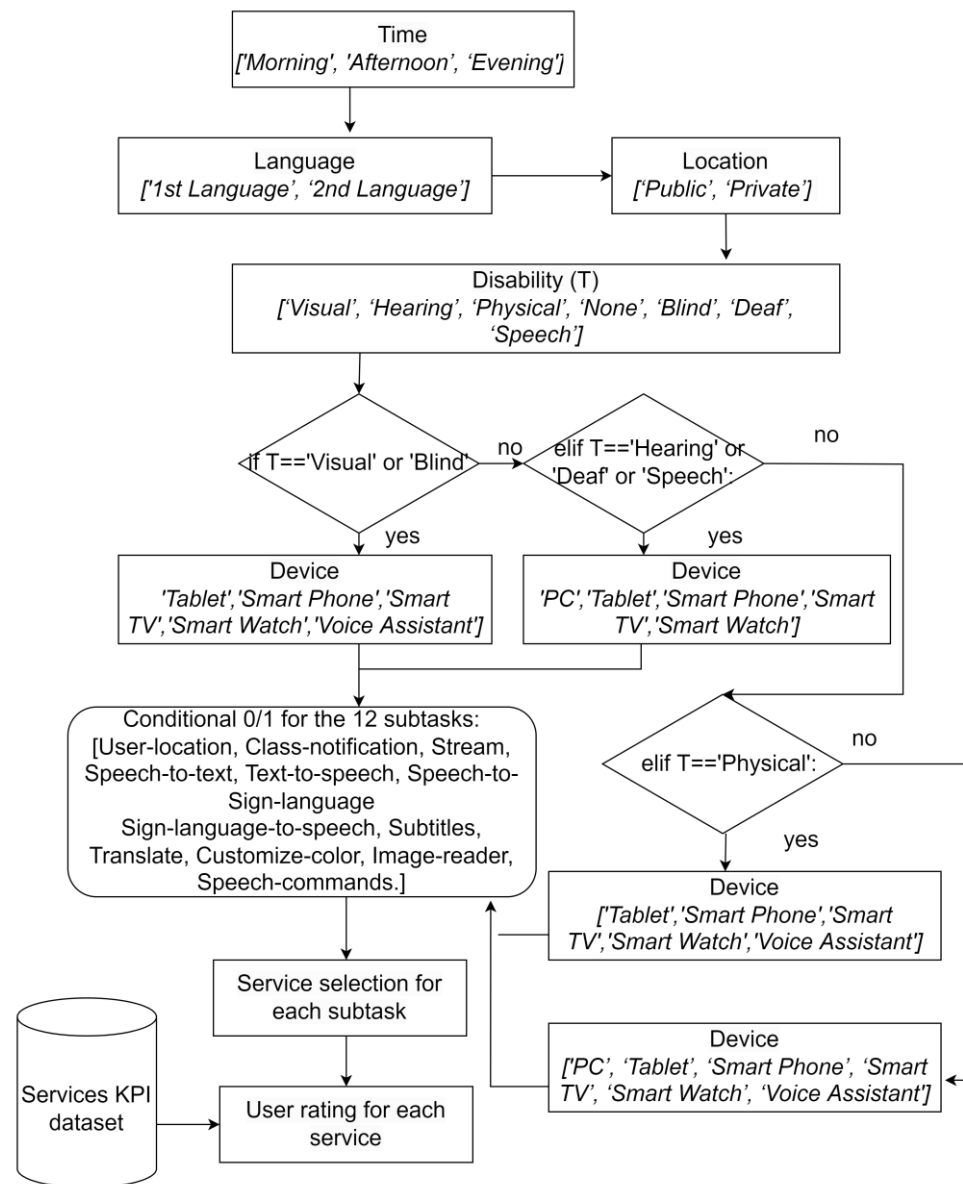 Time
['Morning', 'Afternoon’, ‘Evening']
Language
['1st Language’, ‘2nd Language’]
Location
[‘Public’, ‘Private’]
Disability (T)
[‘Visual’, ‘Hearing’, ‘Physical’, ‘None’, ‘Blind’, ‘Deaf’,
‘Speech’]
if T=='Visual' or 'Blind'
no
elif T=='Hearing' or
'Deaf' or 'Speech':
no
yes
yes
Device
'Tablet','Smart Phone','Smart
TV','Smart Watch','Voice Assistant']
Device
'PC','Tablet','Smart Phone','Smart
TV','Smart Watch']
Conditional 0/1 for the 12 subtasks:
[User-location, Class-notification, Stream,
Speech-to-text, Text-to-speech, Speech-to-
Sign-language
Sign-language-to-speech, Subtitles,
Translate, Customize-color, Image-reader,
Speech-commands.]
elif T=='Physical':
no
yes
Device
['Tablet','Smart Phone','Smart
TV','Smart Watch','Voice Assistant']
Service selection for
each subtask
Device
['PC’, ‘Tablet’, ‘Smart Phone’, ‘Smart
TV’, ‘Smart Watch’, ‘Voice Assistant’]
Services KPI
dataset
User rating for each
service